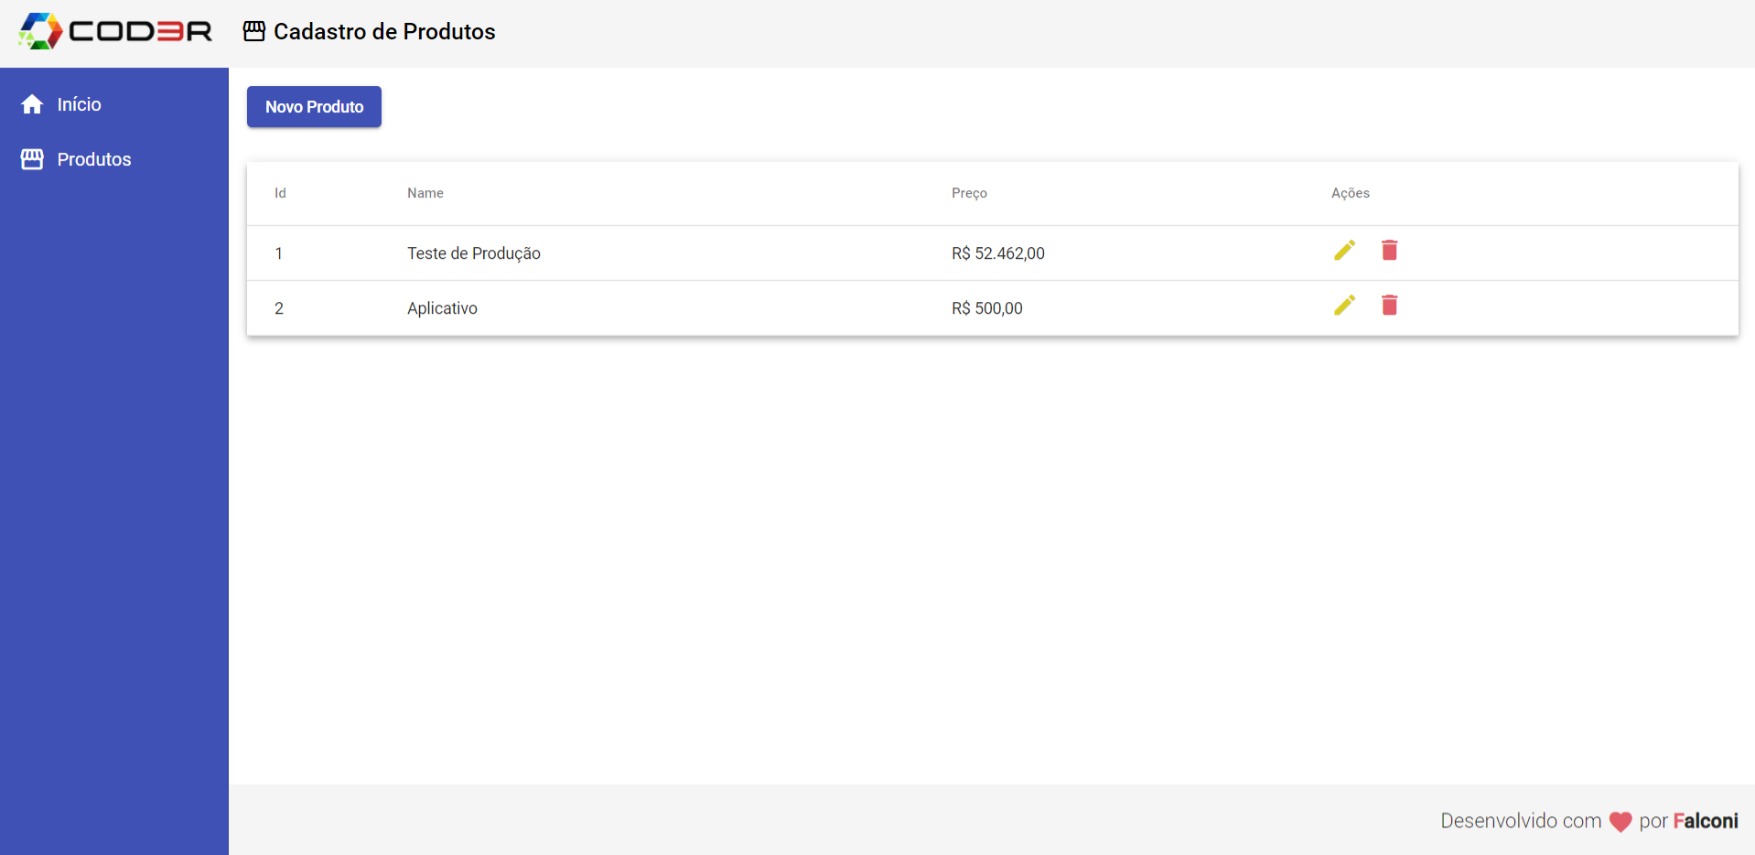 COD3R
Cadastro de Produtos
Início
Produtos
Novo Produto
Id Name Preço Ações
1 Teste de Produção R$ 52.462,00
2 Aplicativo R$ 500,00
Desenvolvido com por Falconi